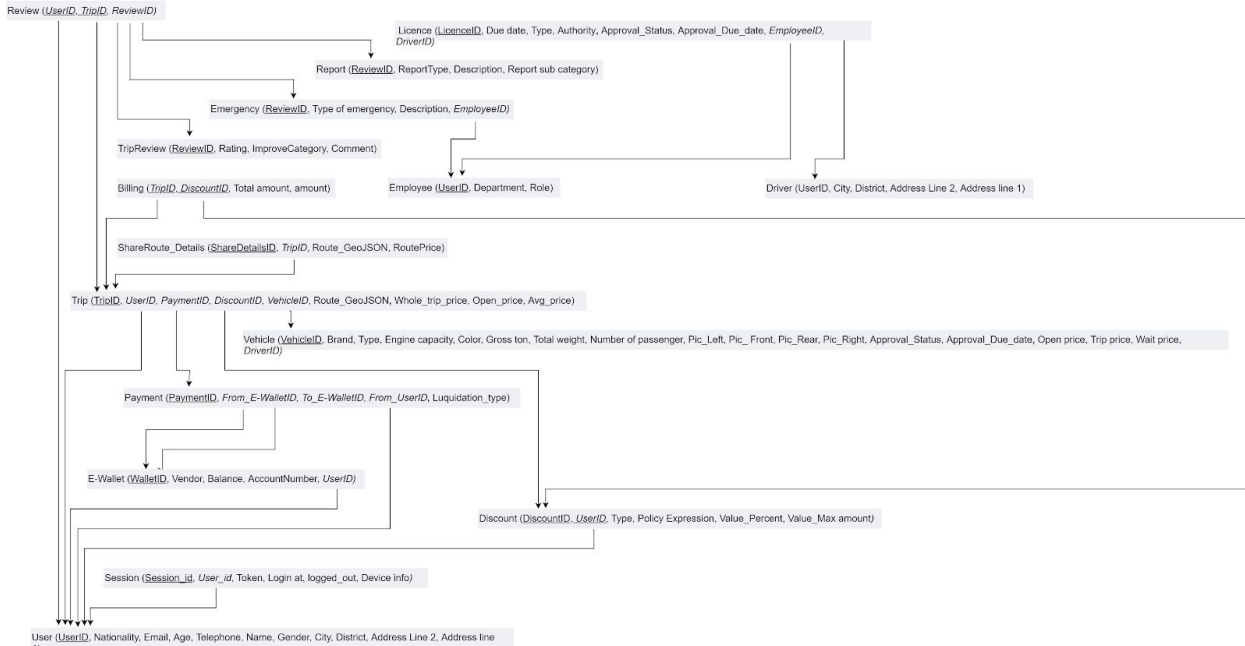 Review (UserID, TripID, ReviewID)
Licence (LicenceID, Due date, Type, Authority, Approval_Status, Approval_Due_date, EmployeeID,
DriverID)
Report (ReviewID, ReportType, Description, Report sub category)
Emergency (ReviewID, Type of emergency, Description, EmployeeID)
TripReview (ReviewID, Rating, ImproveCategory, Comment)
Billing (TripID, DiscountID, Total amount, amount)
Employee (UserID, Department, Role)
Driver (UserID, City, District, Address Line 2, Address line 1)
ShareRoute_Details (ShareDetailsID, TripID, Route_GeoJSON, RoutePrice)
Trip (TripID, UserID, PaymentID, DiscountID, VehicleID, Route_GeoJSON, Whole_trip_price, Open_price, Avg_price)
Vehicle (VehicleID, Brand, Type, Engine capacity, Color, Gross ton, Total weight, Number of passenger, Pic_Left, Pic_ Front, Pic_Rear, Pic_Right, Approval_Status, Approval_Due_date, Open price, Trip price, Wait price,
DriverID)
Payment (PaymentID, From_E-WalletID, To_E-WalletID, From_UserID, Luquidation_type)
E-Wallet (WalletID, Vendor, Balance, AccountNumber, UserID)
Discount (DiscountID, UserID, Type, Policy Expression, Value_Percent, Value_Max amount)
Session (Session_id, User_id, Token, Login at, logged_out, Device info)
User (UserID, Nationality, Email, Age, Telephone, Name, Gender, City, District, Address Line 2, Address line